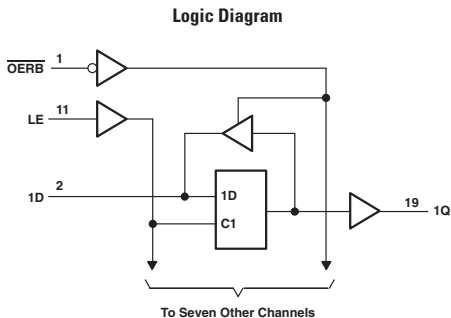 Logic Diagram
OERB 1
LE 11
1D 2
1D
C1
19 1Q
To Seven Other Channels